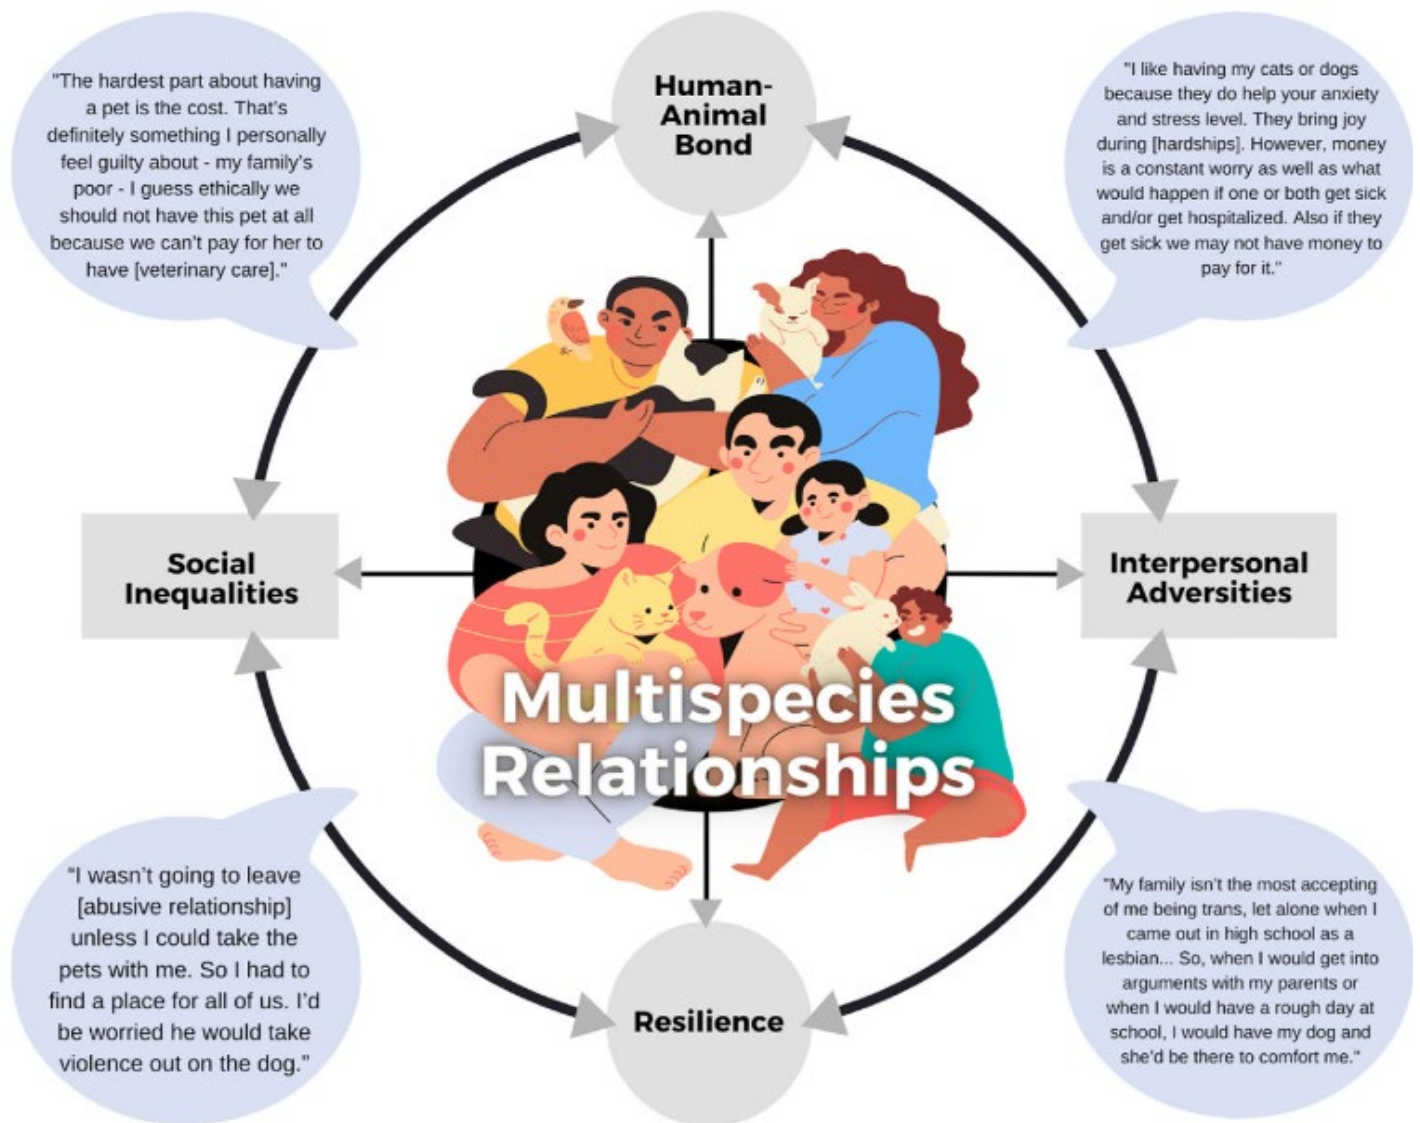 "The hardest part about having
a pet is the cost. That's
definitely something I personally
feel guilty about - my family's
poor - I guess ethically we
should not have this pet at all
because we can't pay for her to
have [veterinary care]."
Human-
Animal
Bond
"I like having my cats or dogs
because they do help your anxiety
and stress level. They bring joy
during [hardships]. However, money
is a constant worry as well as what
would happen if one or both get sick
and/or get hospitalized. Also if they
get sick we may not have money to
pay for it."
Social
Inequalities
Interpersonal
Adversities
Multispecies
Relationships
"I wasn't going to leave
[abusive relationship]
unless I could take the
pets with me. So I had to
find a place for all of us. I'd
be worried he would take
violence out on the dog."
Resilience
"My family isn't the most accepting
of me being trans, let alone when I
came out in high school as a
lesbian... So, when I would get into
arguments with my parents or
when I would have a rough day at
school, I would have my dog and
she'd be there to comfort me."